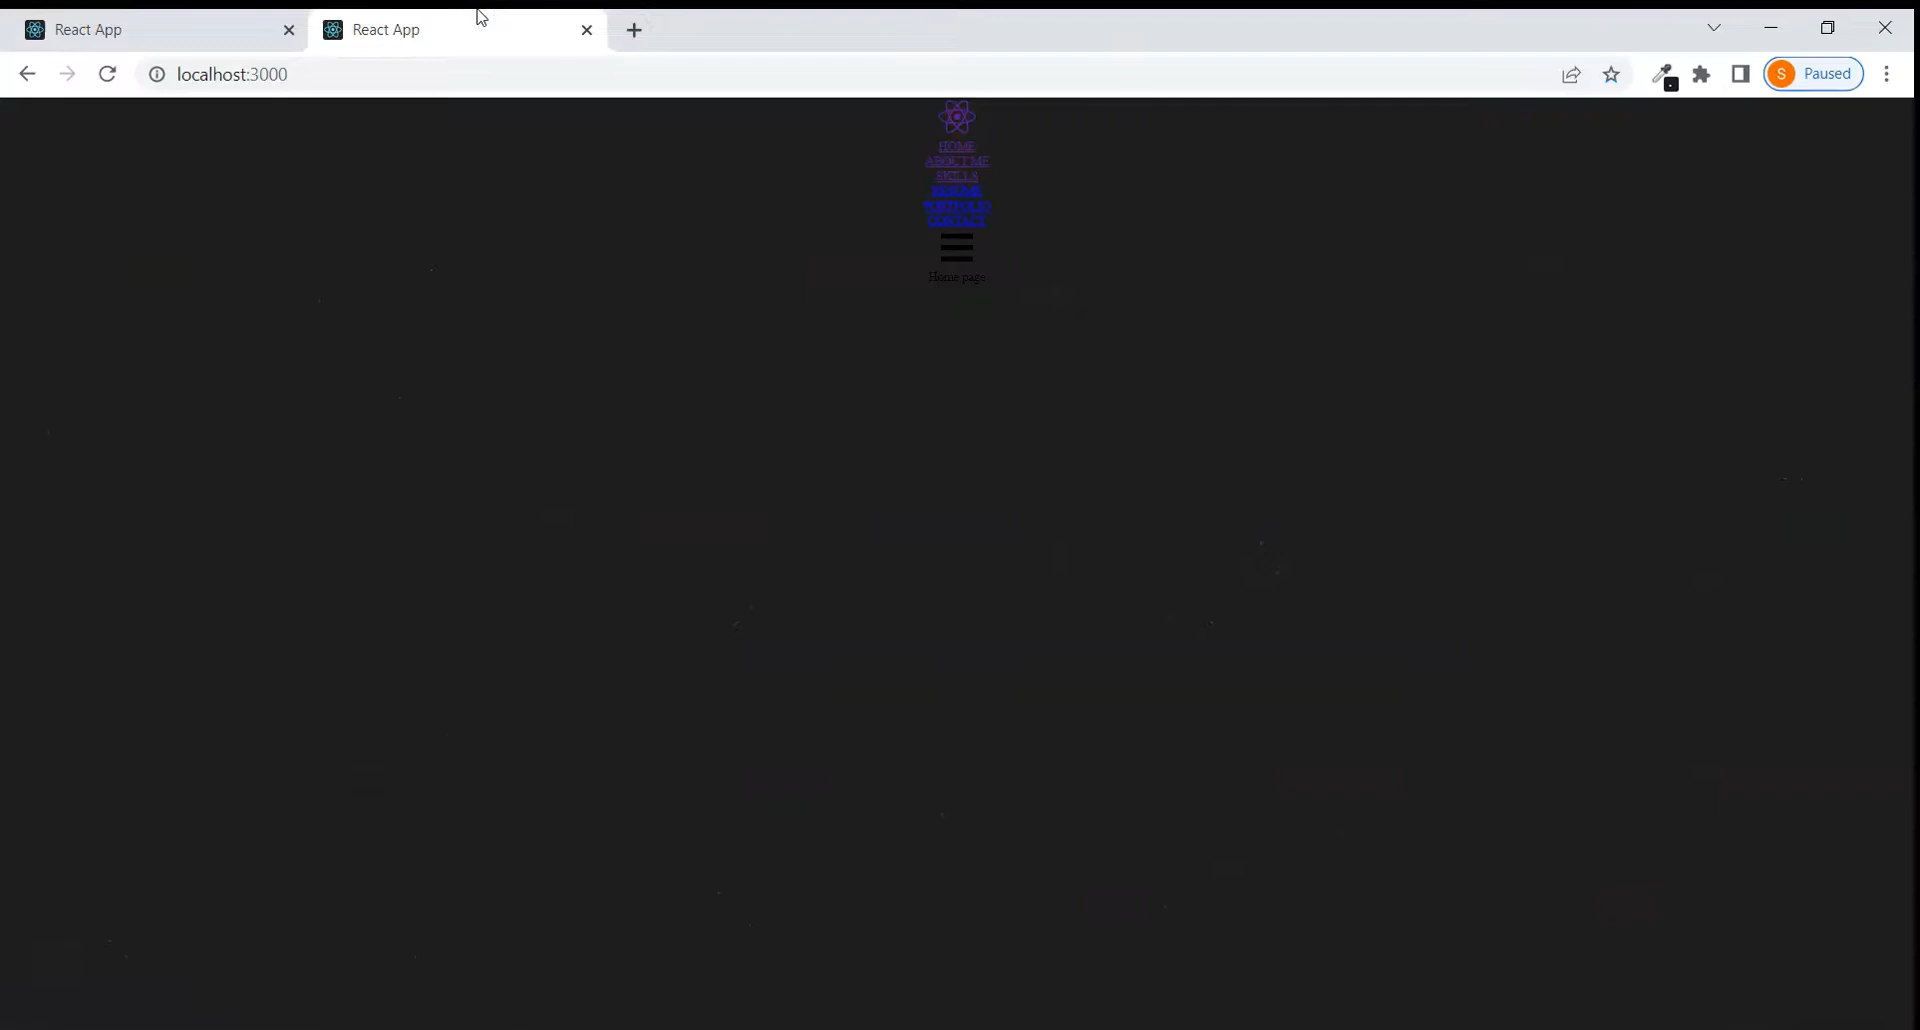 React App
React App
localhost:3000
S Paused
HOME
ABOUT ME
SKILLS
RESUME
PORTFOLIO
CONTACT
Home page